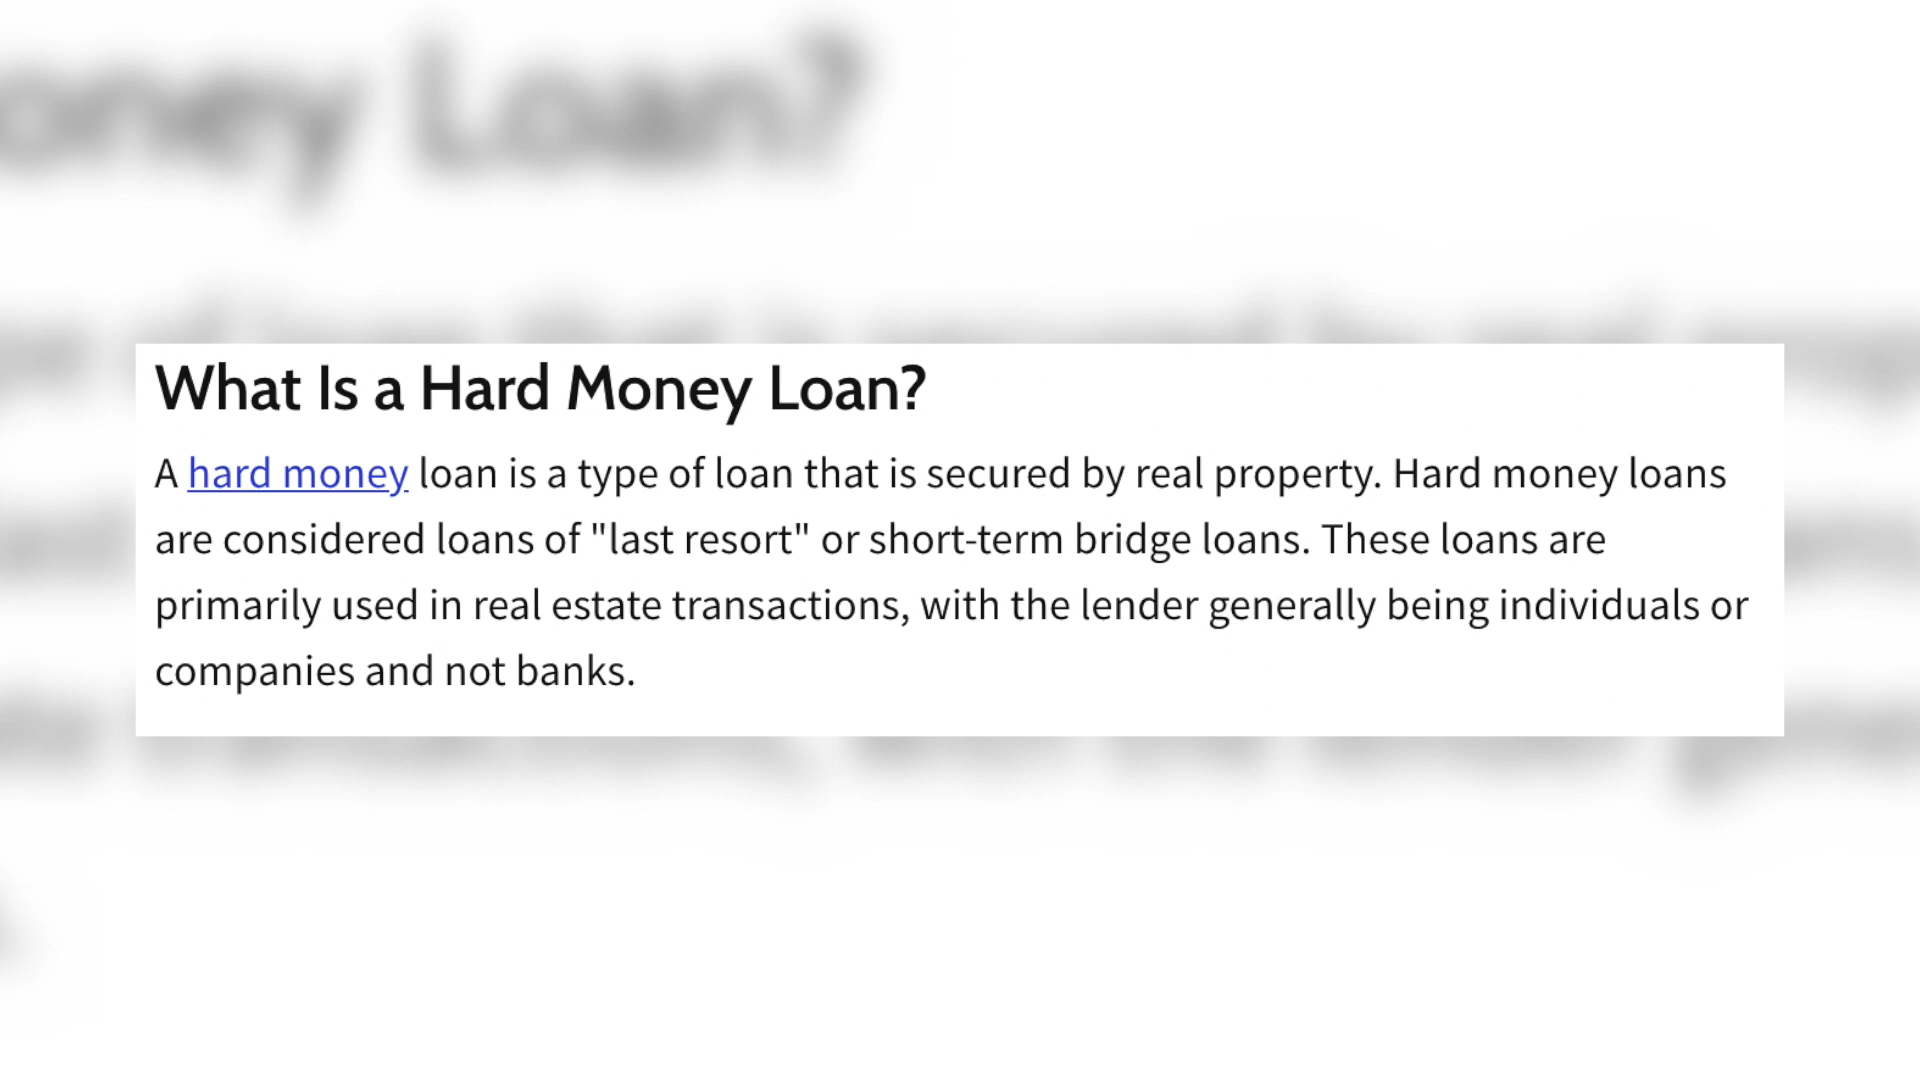 What Is a Hard Money Loan?
A hard money loan is a type of loan that is secured by real property. Hard money loans
are considered loans of "last resort" or short-term bridge loans. These loans are
primarily used in real estate transactions, with the lender generally being individuals or
companies and not banks.